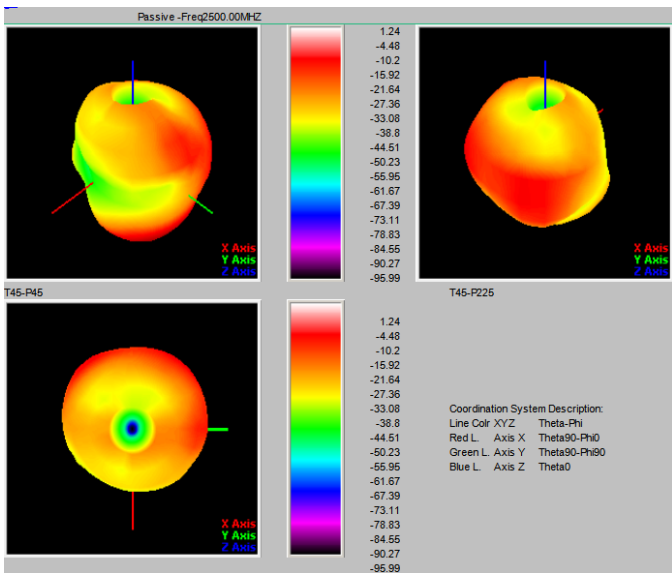 Passive -Freq2500.00MHZ
X Axis
Y Axis
Z Axis
1.24
-4.48
-10.2
-15.92
-21.64
-27.36
-33.08
-38.8
-44.51
-50.23
-55.95
-61.67
-67.39
-73.11
-78.83
-84.55
-90.27
-95.99
X Axis
Y Axis
Z Axis
T45-P45
T45-P225
X Axis
Y Axis
Z Axis
1.24
-4.48
-10.2
-15.92
-21.64
-27.36
-33.08
-38.8
-44.51
-50.23
-55.95
-61.67
-67.39
-73.11
-78.83
-84.55
-90.27
-95.99
Coordination System Description:
Line Colr XYZ Theta-Phi
Red L. Axis X Theta90-Phi0
Green L. Axis Y Theta90-Phi90
Blue L. Axis Z Theta0